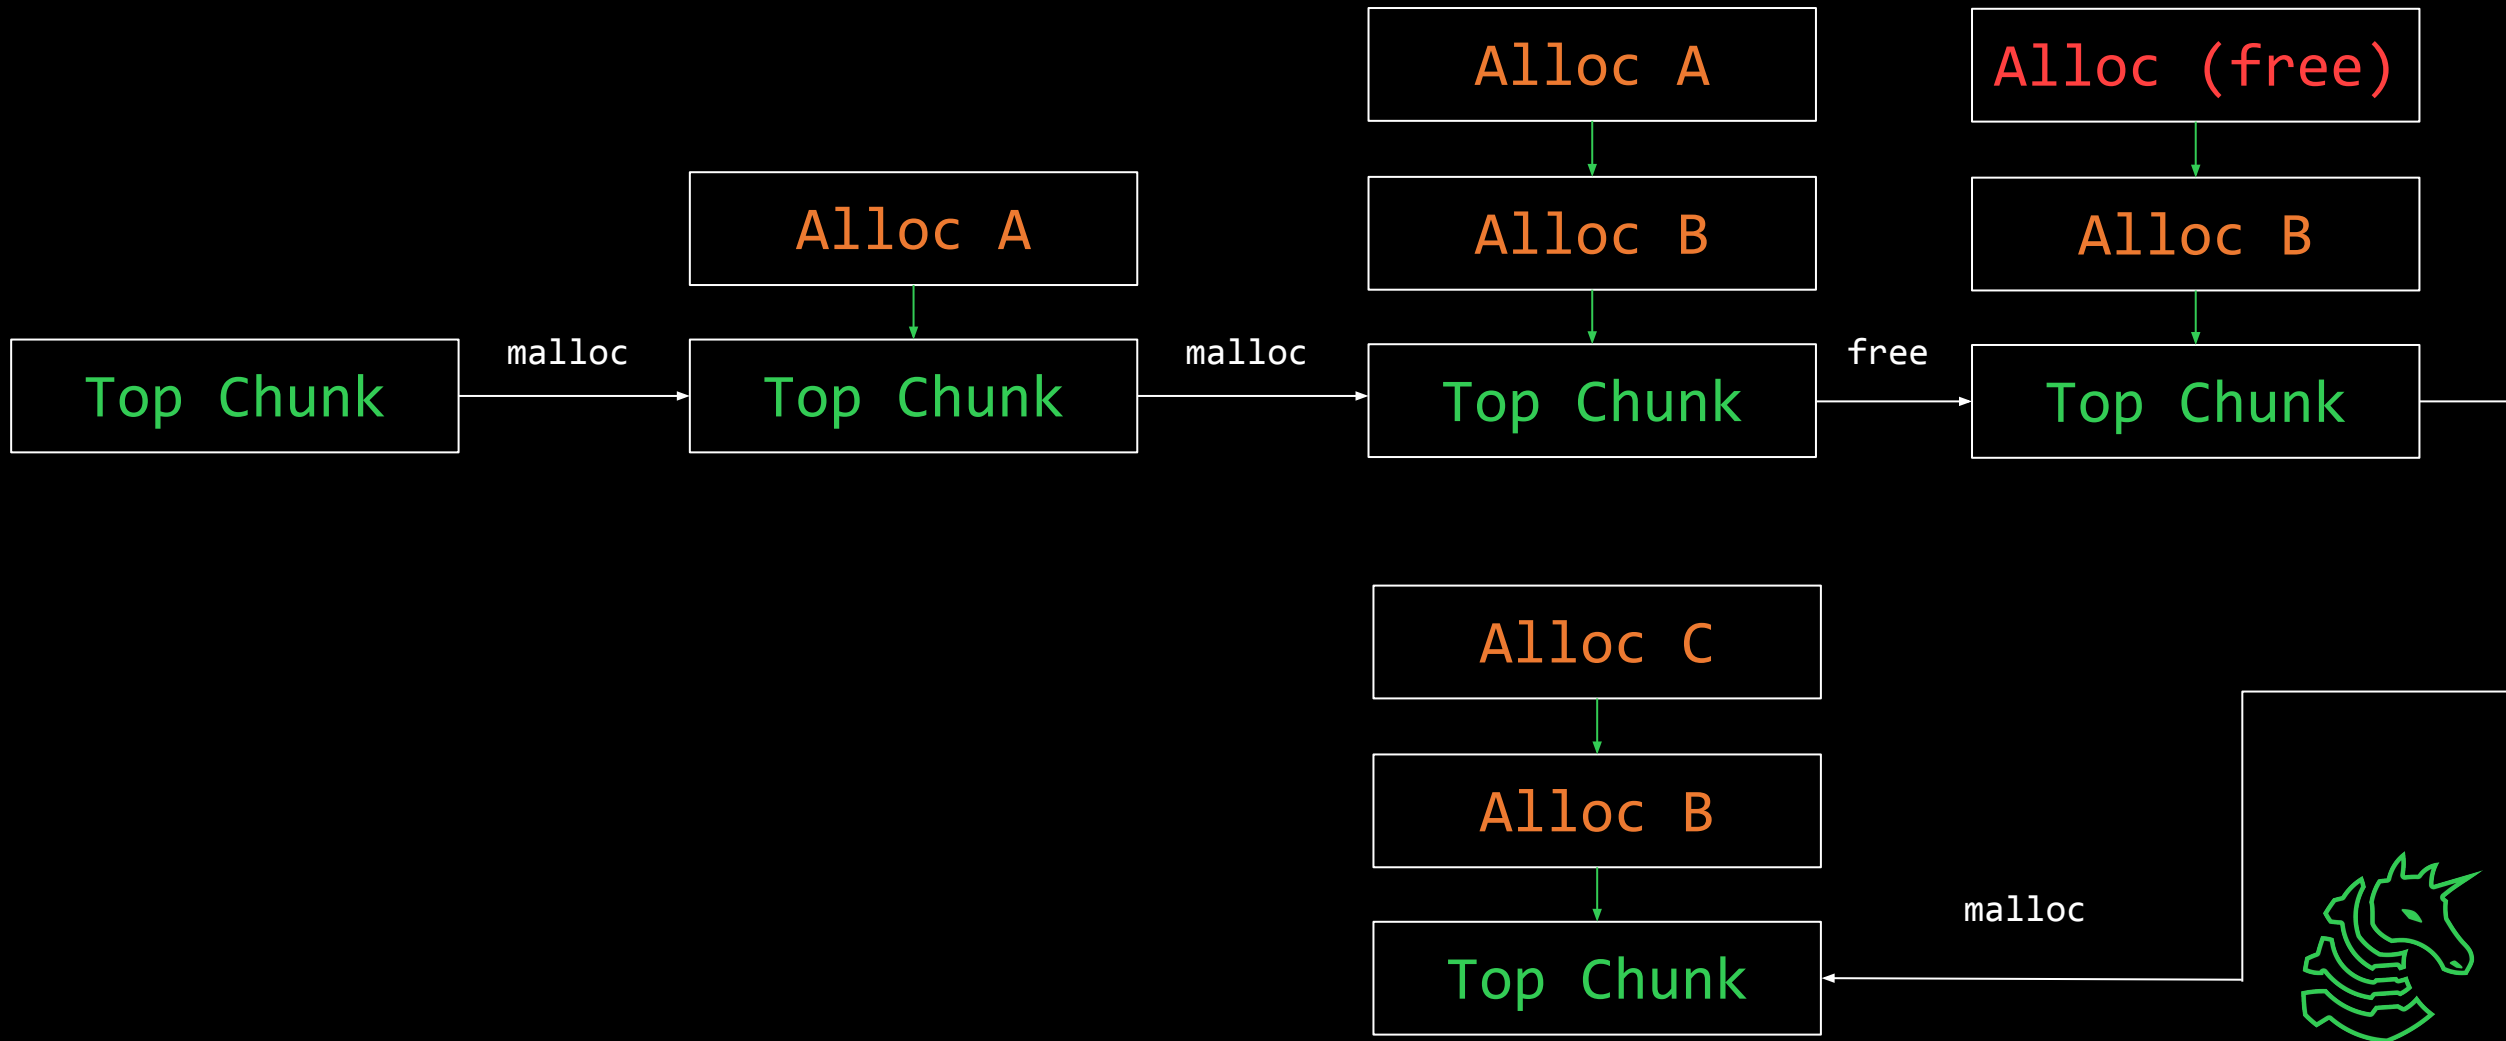 Top Chunk
malloc
Alloc A
Top Chunk
malloc
Alloc A
Alloc B
Top Chunk
free
Alloc (free)
Alloc B
Top Chunk
malloc
Alloc C
Alloc B
Top Chunk